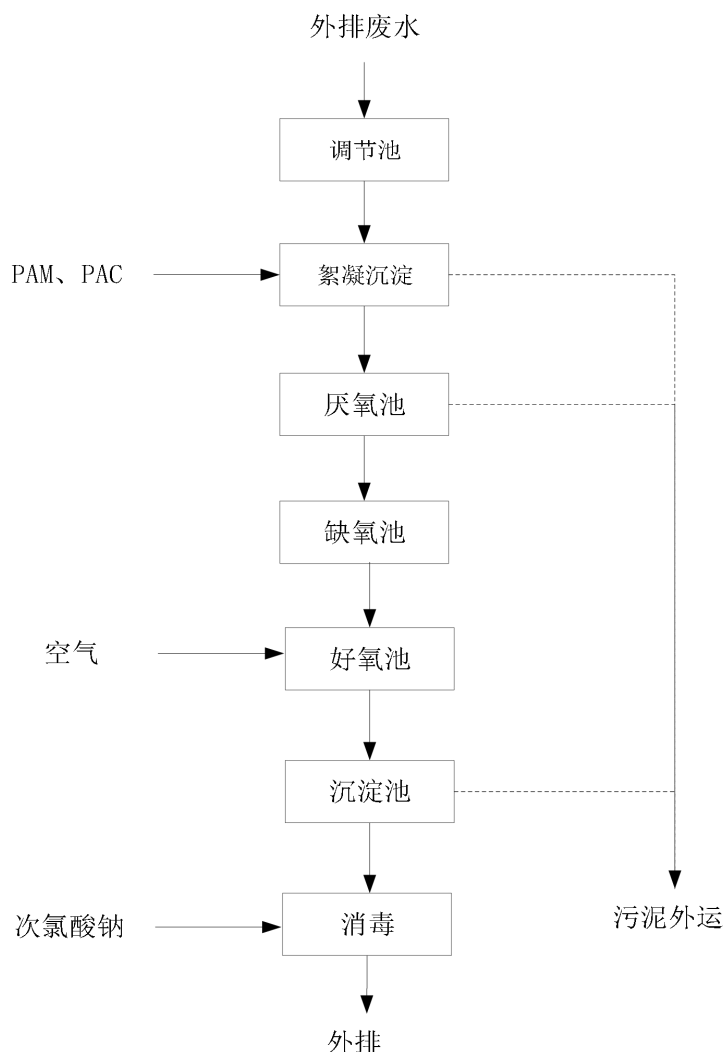 外排废水
调节池
PAM、PAC
絮凝沉淀
厌氧池
缺氧池
空气
好氧池
沉淀池
次氯酸钠
消毒
污泥外运
外排